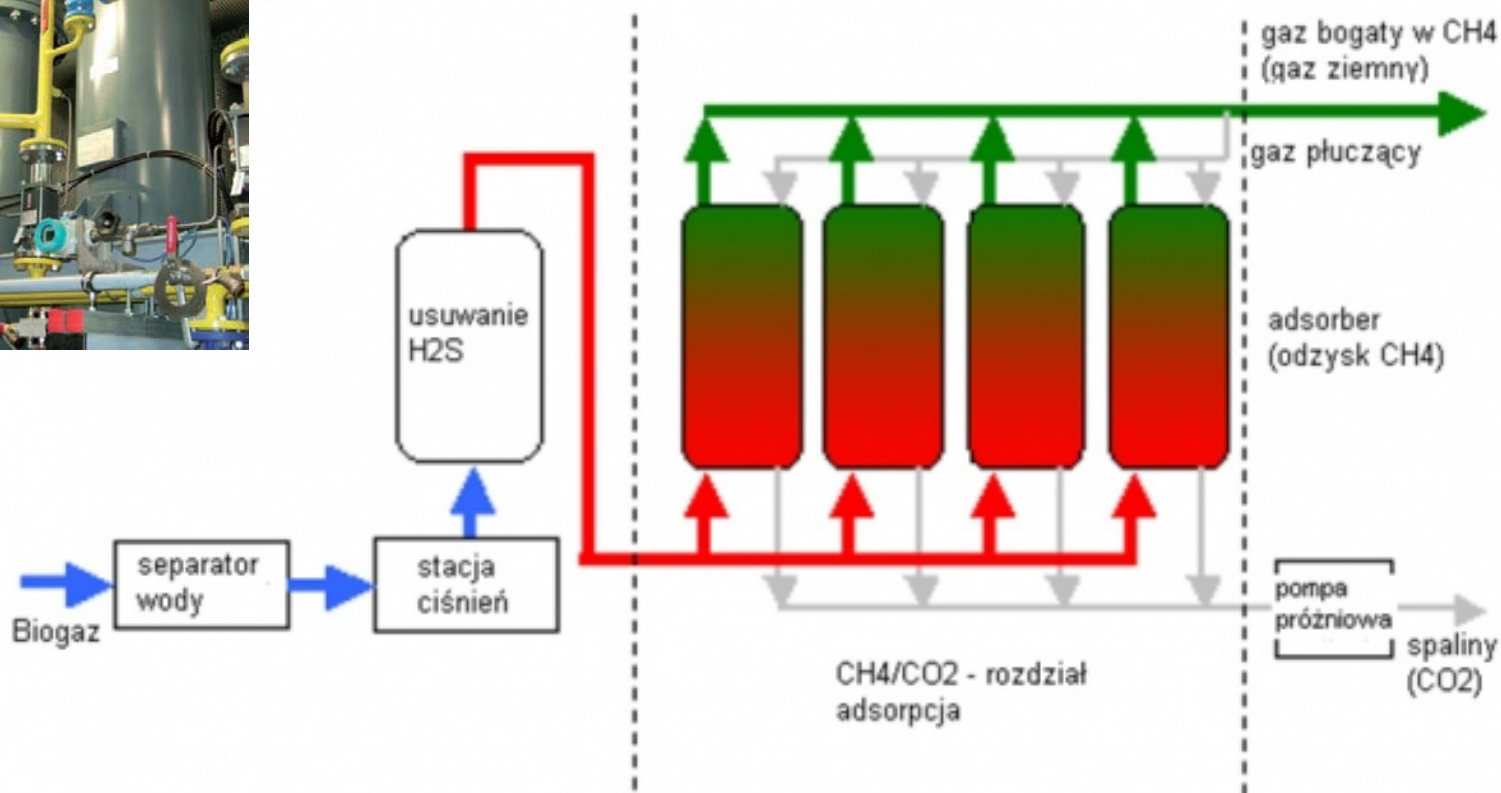 gaz bogaty w CH4
(gaz ziemny)
gaz płuczący
usuwanie
H2S
adsorber
(odzysk CH4)
separator
wody
stacja
ciśnień
Biogaz
pompa
próżniowa
spaliny
(CO2)
CH4/CO2 - rozdział
adsorpcja